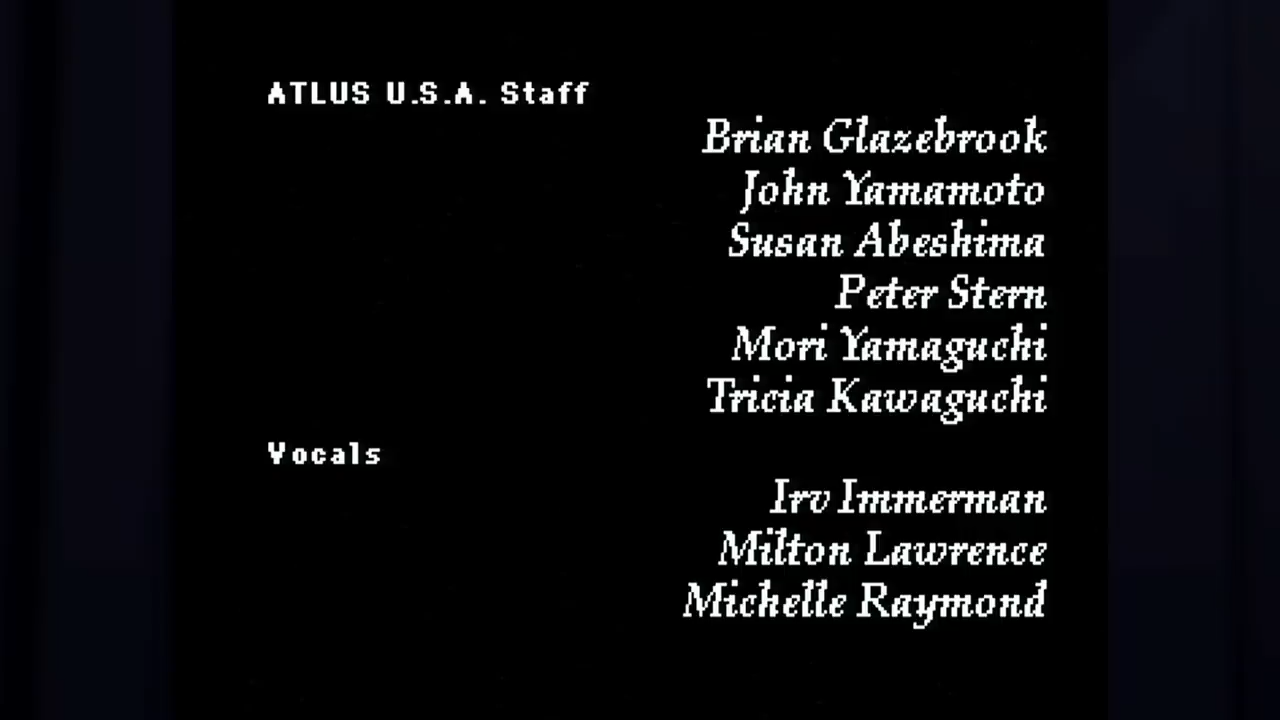 ATLUS U.S.A. Staff
Brian Glazebrook
John Yamamoto
Susan Abeshima
Peter Stern
Mori Yamaguchi
Tricia Kawaguchi
Vocals
Irv Immerman
Milton Lawrence
Michelle Raymond